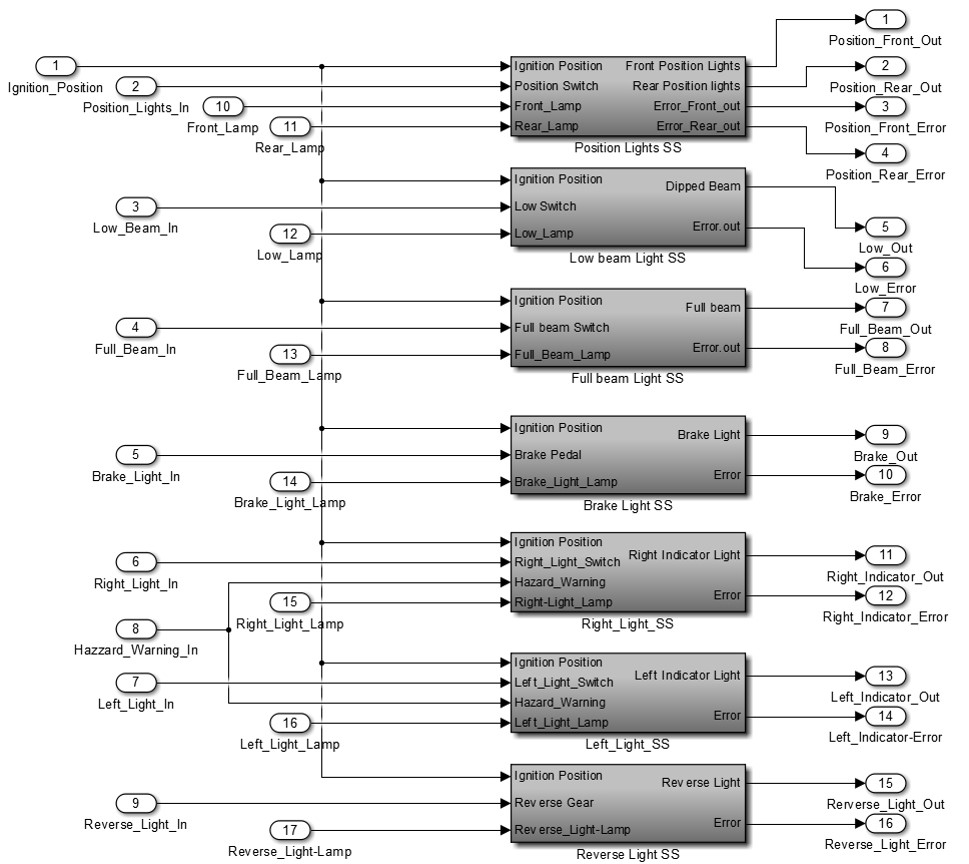 1
Position_Front_Out
1
Ignition_Position
Ignition Position
Front Position Lights
2
Position_Rear_Out
2
Position_Lights_In
Position Switch
Rear Position lights
10
Front_Lamp
Front_Lamp
Error_Front_out
3
Position_Front_Error
11
Rear_Lamp
Rear_Lamp
Error_Rear_out
Position Lights SS
4
Position_Rear_Error
Ignition Position
Dipped Beam
3
Low_Beam_In
Low Switch
12
Low_Lamp
Low_Lamp
Error.out
Low beam Light SS
5
Low_Out
6
Low_Error
Ignition Position
Full beam
7
Full_Beam_Out
4
Full_Beam_In
Full beam Switch
13
Full_Beam_Lamp
Full_Beam_Lamp
Error.out
Full beam Light SS
8
Full_Beam_Error
Ignition Position
Brake Light
9
Brake_Out
5
Brake_Light_In
Brake Pedal
14
Brake_Light_Lamp
Brake_Light_Lamp
Error
Brake Light SS
10
Brake_Error
Ignition Position
Right Indicator Light
11
Right_Indicator_Out
6
Right_Light_In
Right_Light_Switch
Hazard_Warning
15
Right_Light_Lamp
Right-Light_Lamp
Error
Right_Light_SS
12
Right_Indicator_Error
8
Hazzard_Warning_In
Ignition Position
Left Indicator Light
13
Left_Indicator_Out
7
Left_Light_In
Left_Light_Switch
Hazard_Warning
16
Left_Light_Lamp
Left_Light_Lamp
Error
Left_Light_SS
14
Left_Indicator-Error
Ignition Position
Reverse Light
15
Rerverse_Light_Out
9
Reverse_Light_In
Reverse Gear
17
Reverse_Light-Lamp
Reverse_Light-Lamp
Error
Reverse Light SS
16
Reverse_Light_Error